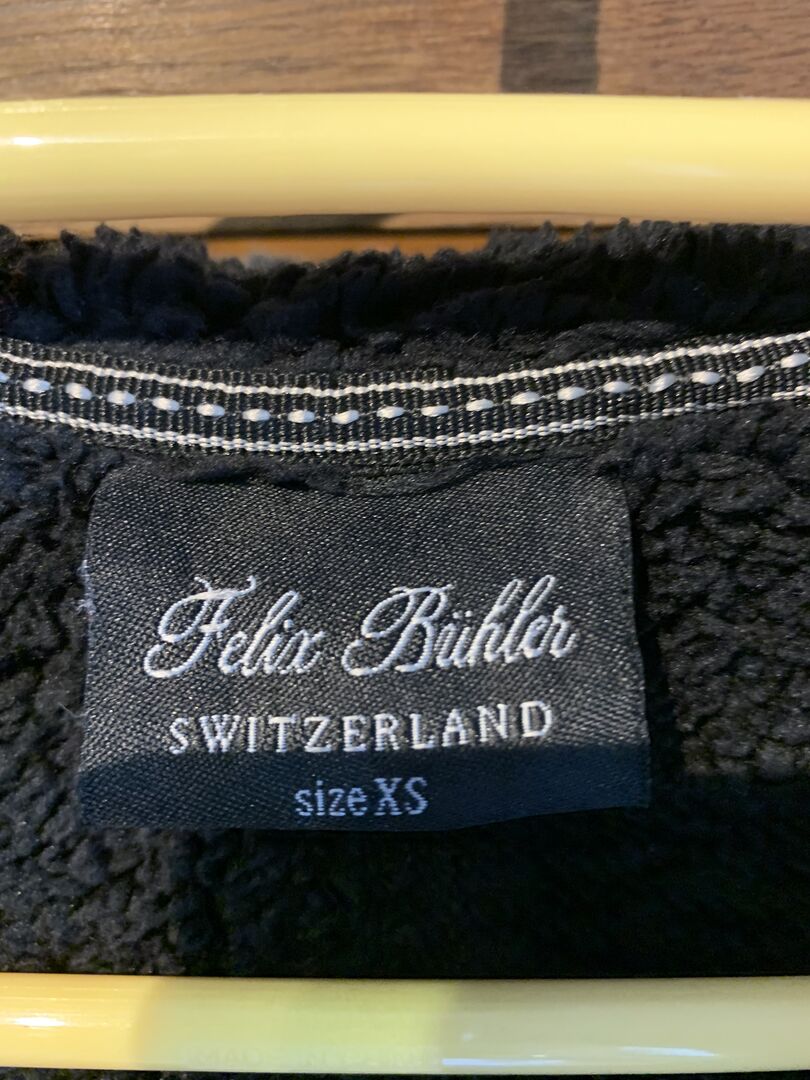 Felix Bühler
SWITZERLAND
size XS